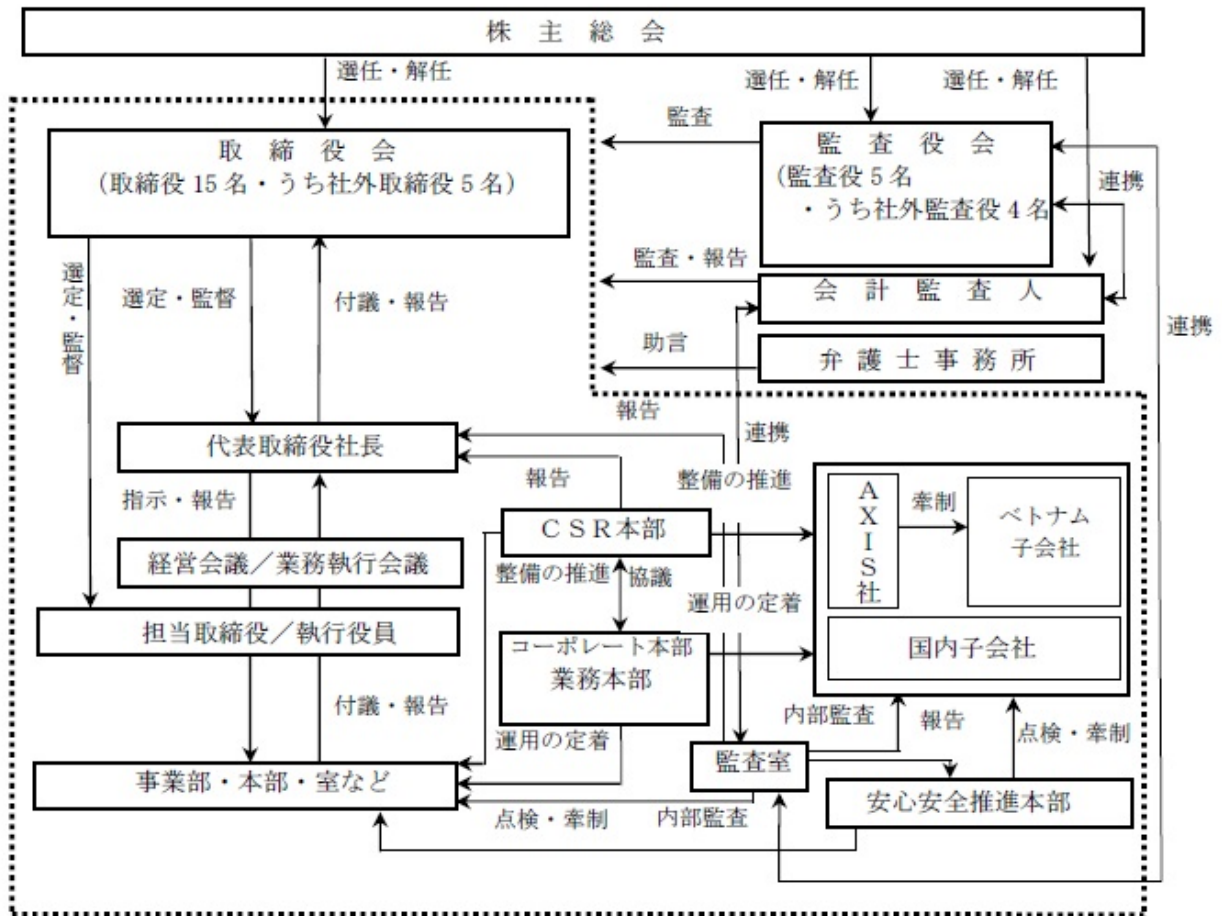 株主総会
選任・解任
選任・解任
選任・解任
監査
取締役会
(取締役15名・うち社外取締役5名)
監査役会
(監査役5名
・うち社外監査役4名
連携
選定・監督
選定・監督
付議・報告
監査・報告
会計監査人
連携
助言
弁護士事務所
報告
連携
代表取締役社長
整備の推進
報告
指示・報告
AXIS社
牽制
ベトナム
子会社
CSR本部
経営会議/業務執行会議
整備の推進
協議
運用の定着
担当取締役/執行役員
コーポレート本部
業務本部
国内子会社
付議・報告
内部監査
報告
運用の定着
点検・牽制
監査室
事業部・本部・室など
安心安全推進本部
点検・牽制
内部監査